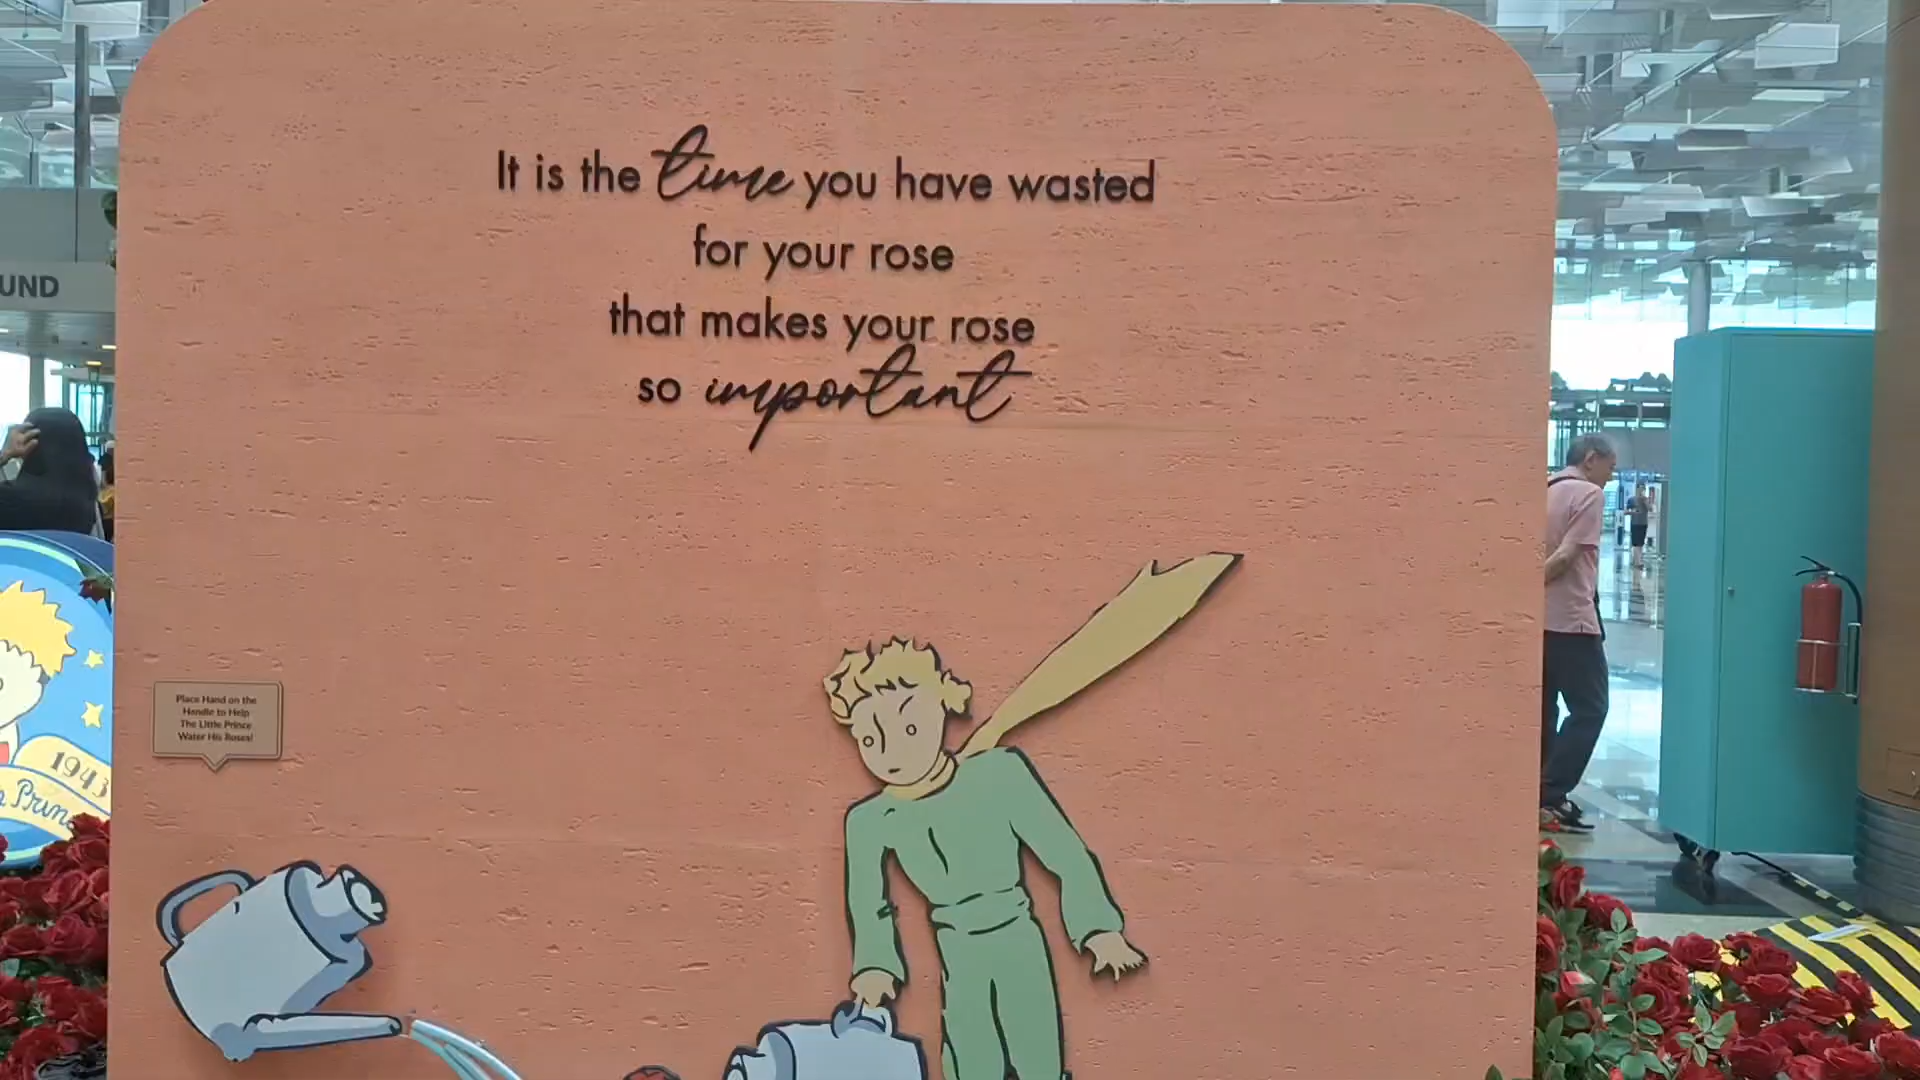 It is the time you have wasted
for your rose
that makes your rose
so important
UND
Place Hand on the
Handle to Help
The Little Prince
Water His Roses!
1943
Prin